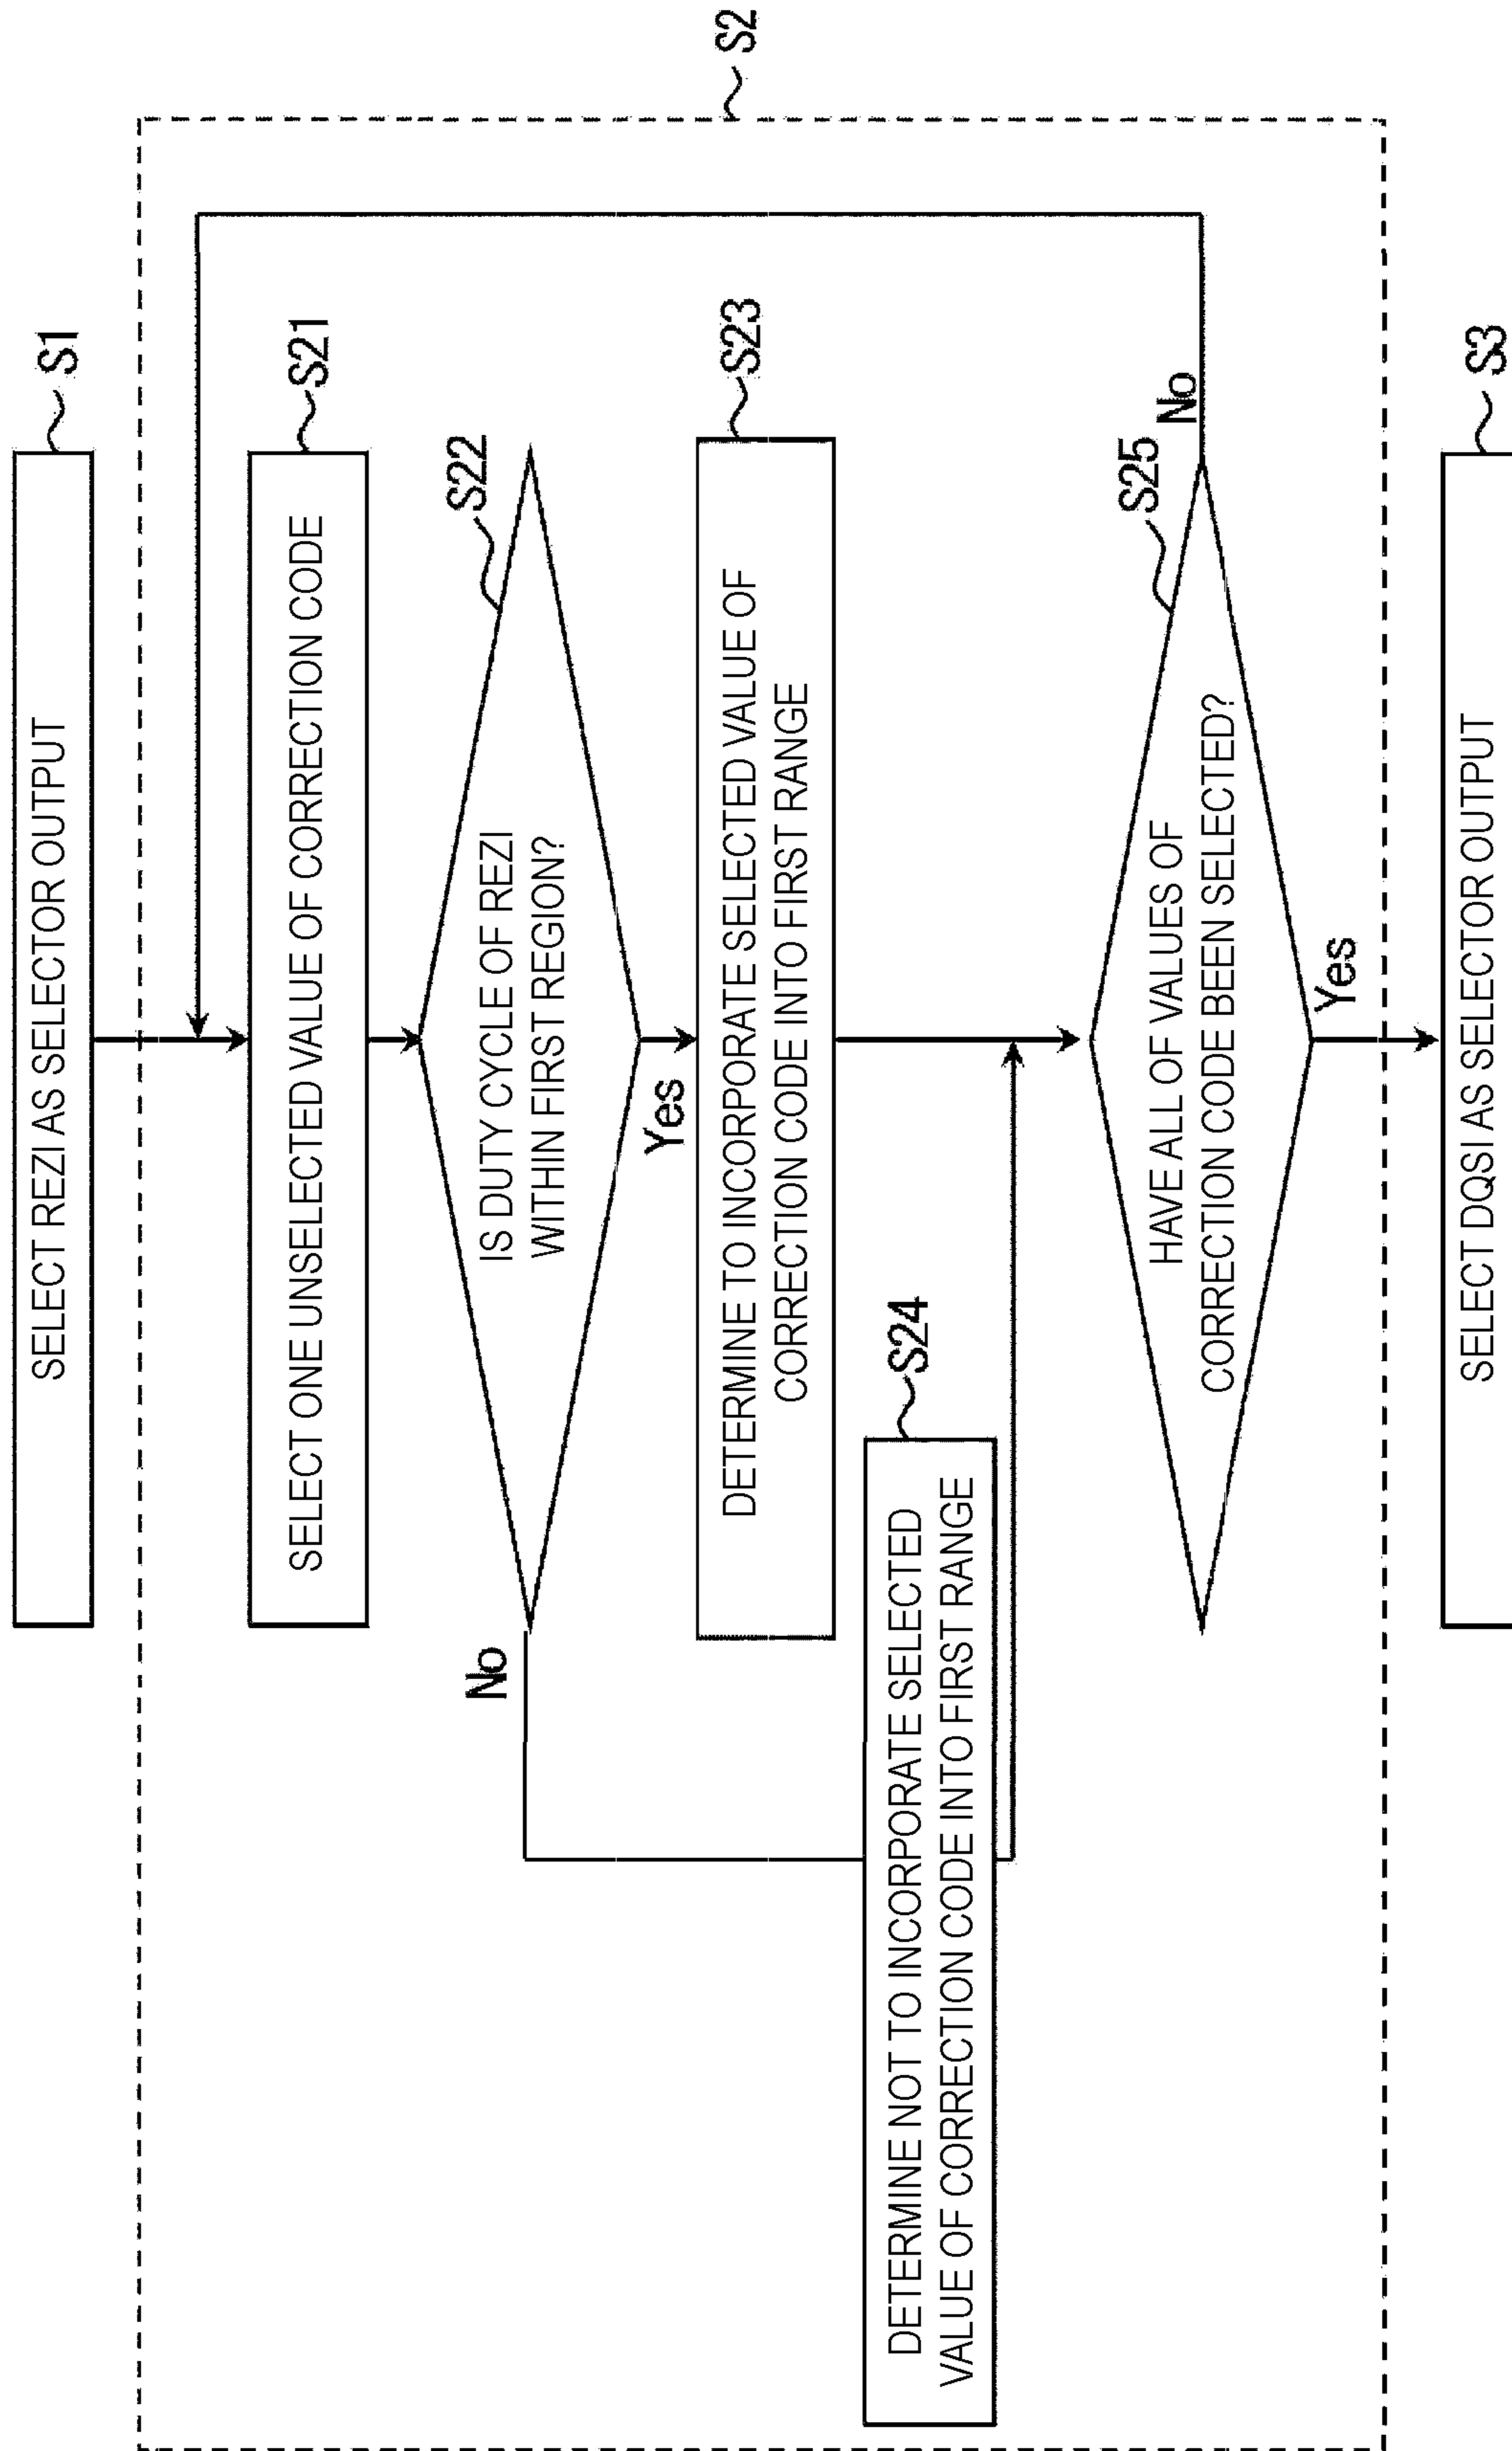 SELECT REZI AS SELECTOR OUTPUT
S1
S2
SELECT ONE UNSELECTED VALUE OF CORRECTION CODE
S21
S22
IS DUTY CYCLE OF REZI
WITHIN FIRST REGION?
No
Yes
DETERMINE TO INCORPORATE SELECTED VALUE OF
CORRECTION CODE INTO FIRST RANGE
S23
S24
DETERMINE NOT TO INCORPORATE SELECTED
VALUE OF CORRECTION CODE INTO FIRST RANGE
S25
HAVE ALL OF VALUES OF
CORRECTION CODE BEEN SELECTED?
No
Yes
SELECT DQSI AS SELECTOR OUTPUT
S3